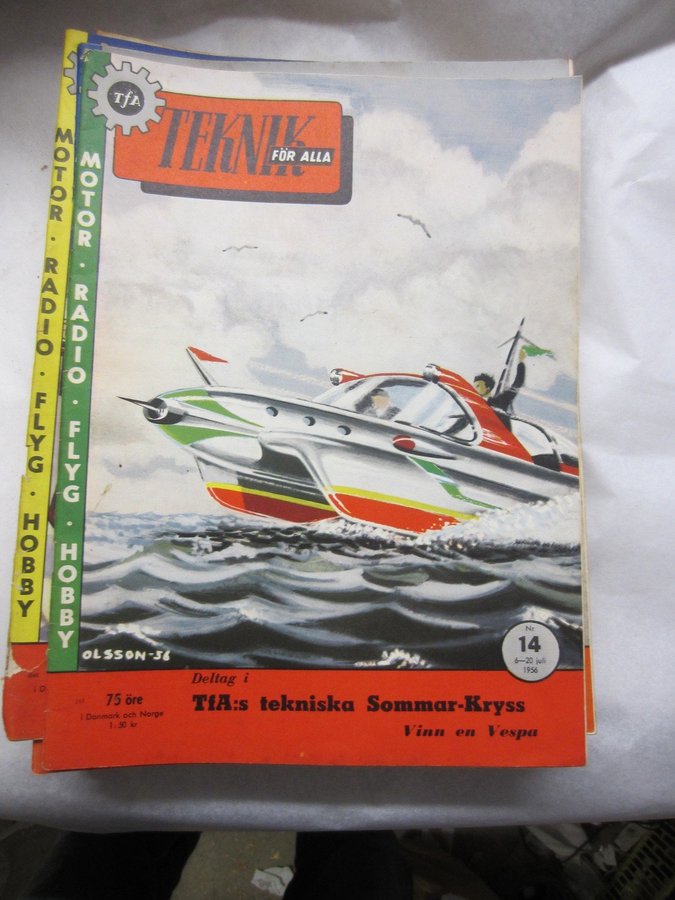 TfA
TEKNIK
FÖR ALLA
MOTOR · RADIO · FLYG · HOBBY
MOTOR · RADIO · FLYG · HOBBY
OLSSON-56
Nr
14
6—20 juli
1956
Deltag i
75 öre
TfA:s tekniska Sommar-Kryss
i Danmark och Norge
1:50 kr
Vinn en Vespa